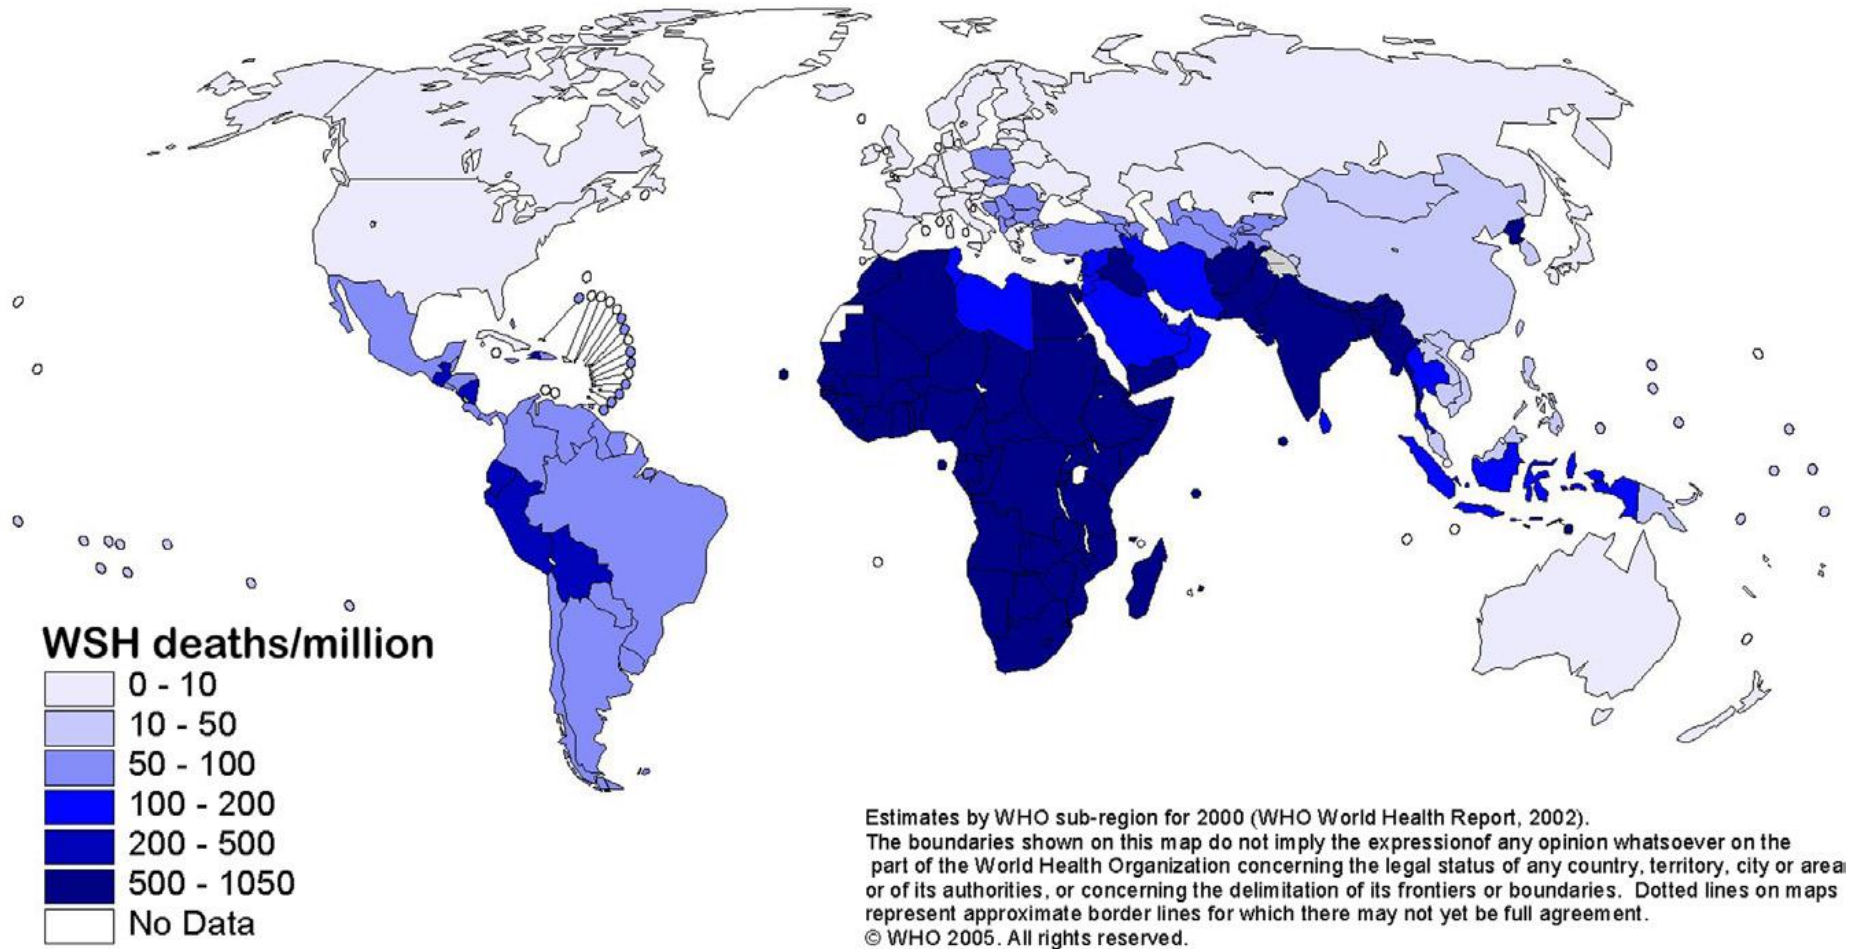 WSH deaths/million
0 - 10
10 - 50
50 - 100
100 - 200
200 - 500
500 - 1050
No Data
Estimates by WHO sub-region for 2000 (WHO World Health Report, 2002).
The boundaries shown on this map do not imply the expressionof any opinion whatsoever on the
part of the World Health Organization concerning the legal status of any country, territory, city or area
or of its authorities, or concerning the delimitation of its frontiers or boundaries. Dotted lines on maps
represent approximate border lines for which there may not yet be full agreement.
© WHO 2005. All rights reserved.